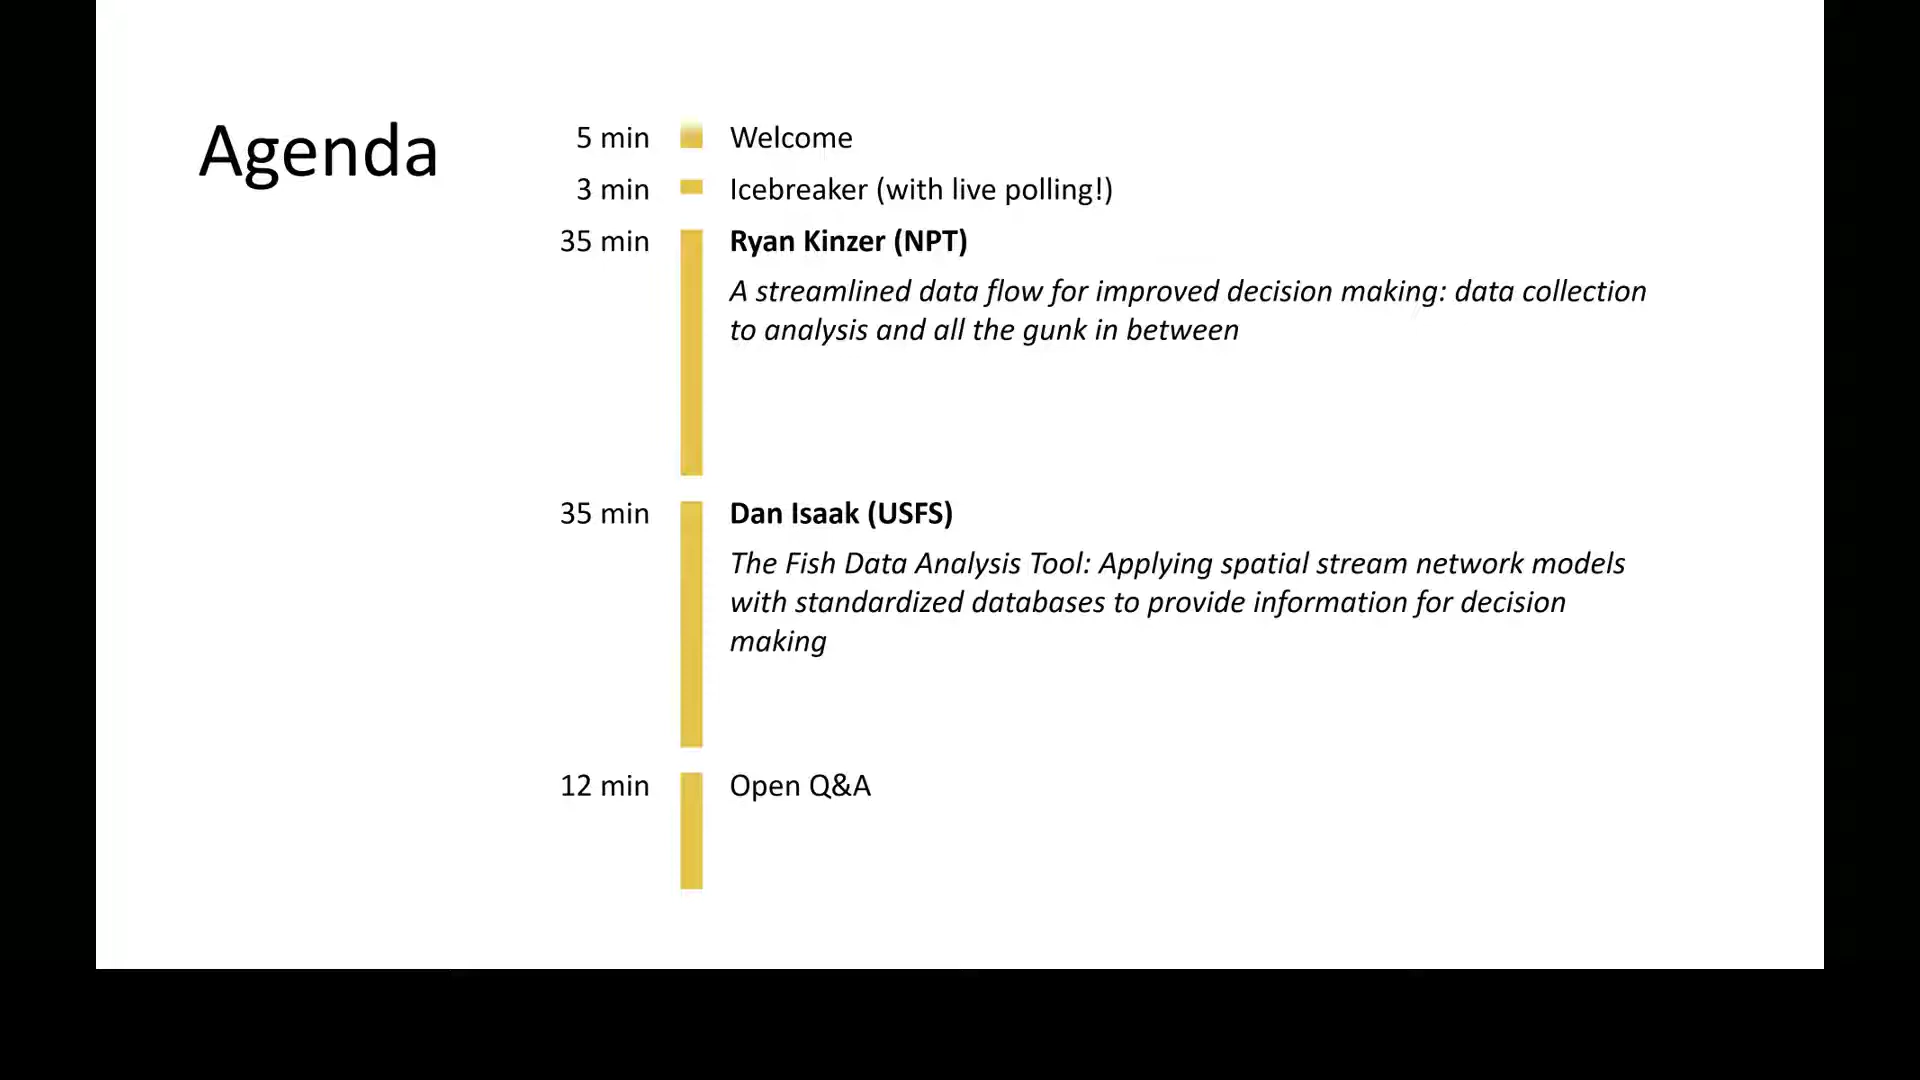 Agenda
5 min Welcome
3 min Icebreaker (with live polling!)
35 min Ryan Kinzer (NPT)
A streamlined data flow for improved decision making: data collection
to analysis and all the gunk in between
35 min Dan Isaak (USFS)
The Fish Data Analysis Tool: Applying spatial stream network models
with standardized databases to provide information for decision
making
12 min Open Q&A